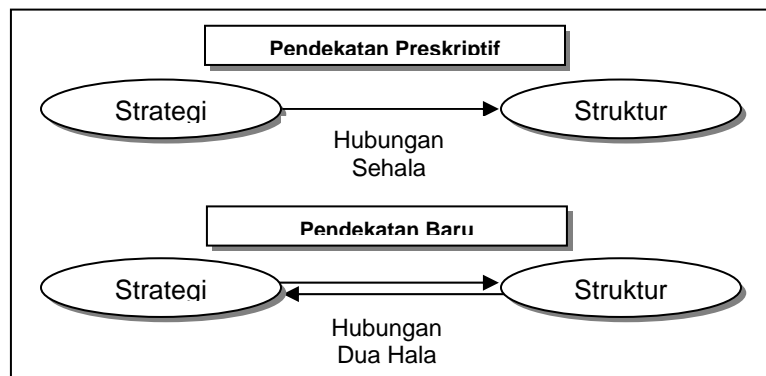 Pendekatan Preskriptif
Strategi
Struktur
Hubungan
Sehala
Pendekatan Baru
Strategi
Struktur
Hubungan
Dua Hala